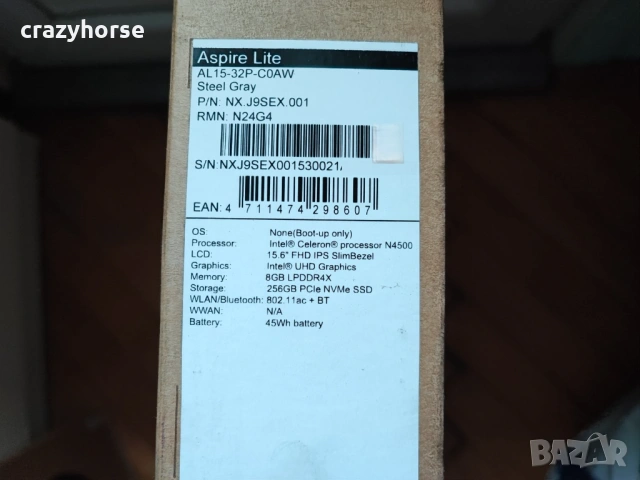 crazyhorse
Aspire Lite
AL15-32P-C0AW
Steel Gray
P/N: NX.J9SEX.001
RMN: N24G4
S/N:NXJ9SEX001530021
EAN: 4 711474 298607
OS: None(Boot-up only)
Processor: Intel® Celeron® processor N4500
LCD: 15.6" FHD IPS SlimBezel
Graphics: Intel® UHD Graphics
Memory: 8GB LPDDR4X
Storage: 256GB PCIe NVMe SSD
WLAN/Bluetooth: 802.11ac + BT
WWAN: N/A
Battery: 45Wh battery
BAZAR
bg